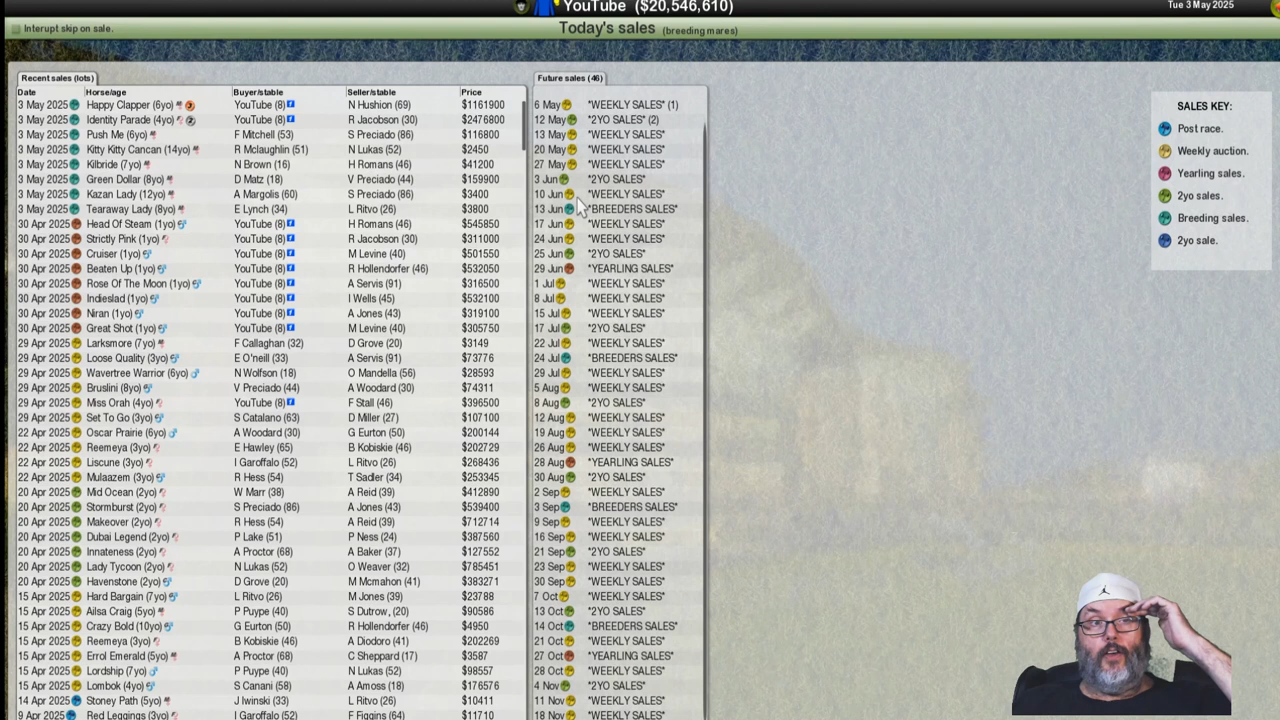 YouTube ($20,546,610)
Tue 3 May 2025
Interupt skip on sale.
Today's sales (breeding mares)
Recent sales (lots)
Date Horse/age Buyer/stable Seller/stable Price
3 May 2025 Happy Clapper (6yo) YouTube (8) N Hushion (69) $1161900
3 May 2025 Identity Parade (4yo) YouTube (8) R Jacobson (30) $2476800
3 May 2025 Push Me (6yo) F Mitchell (53) S Preciado (86) $116800
3 May 2025 Kitty Kitty Cancan (14yo) R Mclaughlin (51) N Lukas (52) $2450
3 May 2025 Kilbride (7yo) N Brown (16) H Romans (46) $41200
3 May 2025 Green Dollar (8yo) D Matz (18) V Preciado (44) $159900
3 May 2025 Kazan Lady (12yo) A Margolis (60) S Preciado (86) $3400
3 May 2025 Tearaway Lady (8yo) E Lynch (34) L Ritvo (26) $3800
30 Apr 2025 Head Of Steam (1yo) YouTube (8) H Romans (46) $545850
30 Apr 2025 Strictly Pink (1yo) YouTube (8) R Jacobson (30) $311000
30 Apr 2025 Cruiser (1yo) YouTube (8) M Levine (40) $501550
30 Apr 2025 Beaten Up (1yo) YouTube (8) R Hollendorfer (46) $532050
30 Apr 2025 Rose Of The Moon (1yo) YouTube (8) A Servis (91) $316500
30 Apr 2025 Indieslad (1yo) YouTube (8) I Wells (45) $532100
30 Apr 2025 Niran (1yo) YouTube (8) A Jones (43) $319100
30 Apr 2025 Great Shot (1yo) YouTube (8) M Levine (40) $305750
29 Apr 2025 Larksmore (7yo) F Callaghan (32) D Grove (20) $3149
29 Apr 2025 Loose Quality (3yo) E O'neill (33) A Servis (91) $73776
29 Apr 2025 Wavertree Warrior (6yo) N Wolfson (18) O Mandella (56) $28593
29 Apr 2025 Bruslini (8yo) V Preciado (44) A Woodard (30) $74311
29 Apr 2025 Miss Orah (4yo) YouTube (8) F Stall (46) $396500
29 Apr 2025 Set To Go (3yo) S Catalano (63) D Miller (27) $107100
22 Apr 2025 Oscar Prairie (6yo) A Woodard (30) G Eurton (50) $200144
22 Apr 2025 Reemeya (3yo) E Hawley (65) B Kobiskie (46) $202729
22 Apr 2025 Liscune (3yo) I Garoffalo (52) L Ritvo (26) $268436
22 Apr 2025 Mulaazem (3yo) R Hess (54) T Sadler (34) $253345
20 Apr 2025 Mid Ocean (2yo) W Marr (38) A Reid (39) $412890
20 Apr 2025 Stormburst (2yo) S Preciado (86) A Jones (43) $539400
20 Apr 2025 Makeover (2yo) R Hess (54) A Reid (39) $712714
20 Apr 2025 Dubai Legend (2yo) P Lake (51) P Ness (24) $387560
20 Apr 2025 Innateness (2yo) A Proctor (68) A Baker (37) $127552
20 Apr 2025 Lady Tycoon (2yo) N Lukas (52) O Weaver (32) $785451
20 Apr 2025 Havenstone (2yo) D Grove (20) M Mcmahon (41) $383271
15 Apr 2025 Hard Bargain (7yo) L Ritvo (26) M Jones (39) $23788
15 Apr 2025 Ailsa Craig (5yo) P Puype (40) S Dutrow, (20) $90586
15 Apr 2025 Crazy Bold (10yo) G Eurton (50) R Hollendorfer (46) $4950
15 Apr 2025 Reemeya (3yo) B Kobiskie (46) A Diodoro (41) $202269
15 Apr 2025 Errol Emerald (5yo) A Proctor (68) C Sheppard (17) $3587
15 Apr 2025 Lordship (7yo) P Puype (40) N Lukas (52) $98557
15 Apr 2025 Lombok (4yo) S Canani (58) A Amoss (18) $176576
14 Apr 2025 Stoney Path (5yo) J Iwinski (33) L Ritvo (26) $10411
9 Apr 2025 Red Leggings (3yo) I Garoffalo (52) F Figgins (64) $11710
Future sales (46)
6 May *WEEKLY SALES* (1)
12 May *2YO SALES* (2)
13 May *WEEKLY SALES*
20 May *WEEKLY SALES*
27 May *WEEKLY SALES*
3 Jun *2YO SALES*
10 Jun *WEEKLY SALES*
13 Jun *BREEDERS SALES*
17 Jun *WEEKLY SALES*
24 Jun *WEEKLY SALES*
25 Jun *2YO SALES*
29 Jun *YEARLING SALES*
1 Jul *WEEKLY SALES*
8 Jul *WEEKLY SALES*
15 Jul *WEEKLY SALES*
17 Jul *2YO SALES*
22 Jul *WEEKLY SALES*
24 Jul *BREEDERS SALES*
29 Jul *WEEKLY SALES*
5 Aug *WEEKLY SALES*
8 Aug *2YO SALES*
12 Aug *WEEKLY SALES*
19 Aug *WEEKLY SALES*
26 Aug *WEEKLY SALES*
28 Aug *YEARLING SALES*
30 Aug *2YO SALES*
2 Sep *WEEKLY SALES*
3 Sep *BREEDERS SALES*
9 Sep *WEEKLY SALES*
16 Sep *WEEKLY SALES*
21 Sep *2YO SALES*
23 Sep *WEEKLY SALES*
30 Sep *WEEKLY SALES*
7 Oct *WEEKLY SALES*
13 Oct *2YO SALES*
14 Oct *BREEDERS SALES*
21 Oct *WEEKLY SALES*
27 Oct *YEARLING SALES*
28 Oct *WEEKLY SALES*
4 Nov *2YO SALES*
11 Nov *WEEKLY SALES*
18 Nov *WEEKLY SALES*
SALES KEY:
Post race.
Weekly auction.
Yearling sales.
2yo sales.
Breeding sales.
2yo sale.